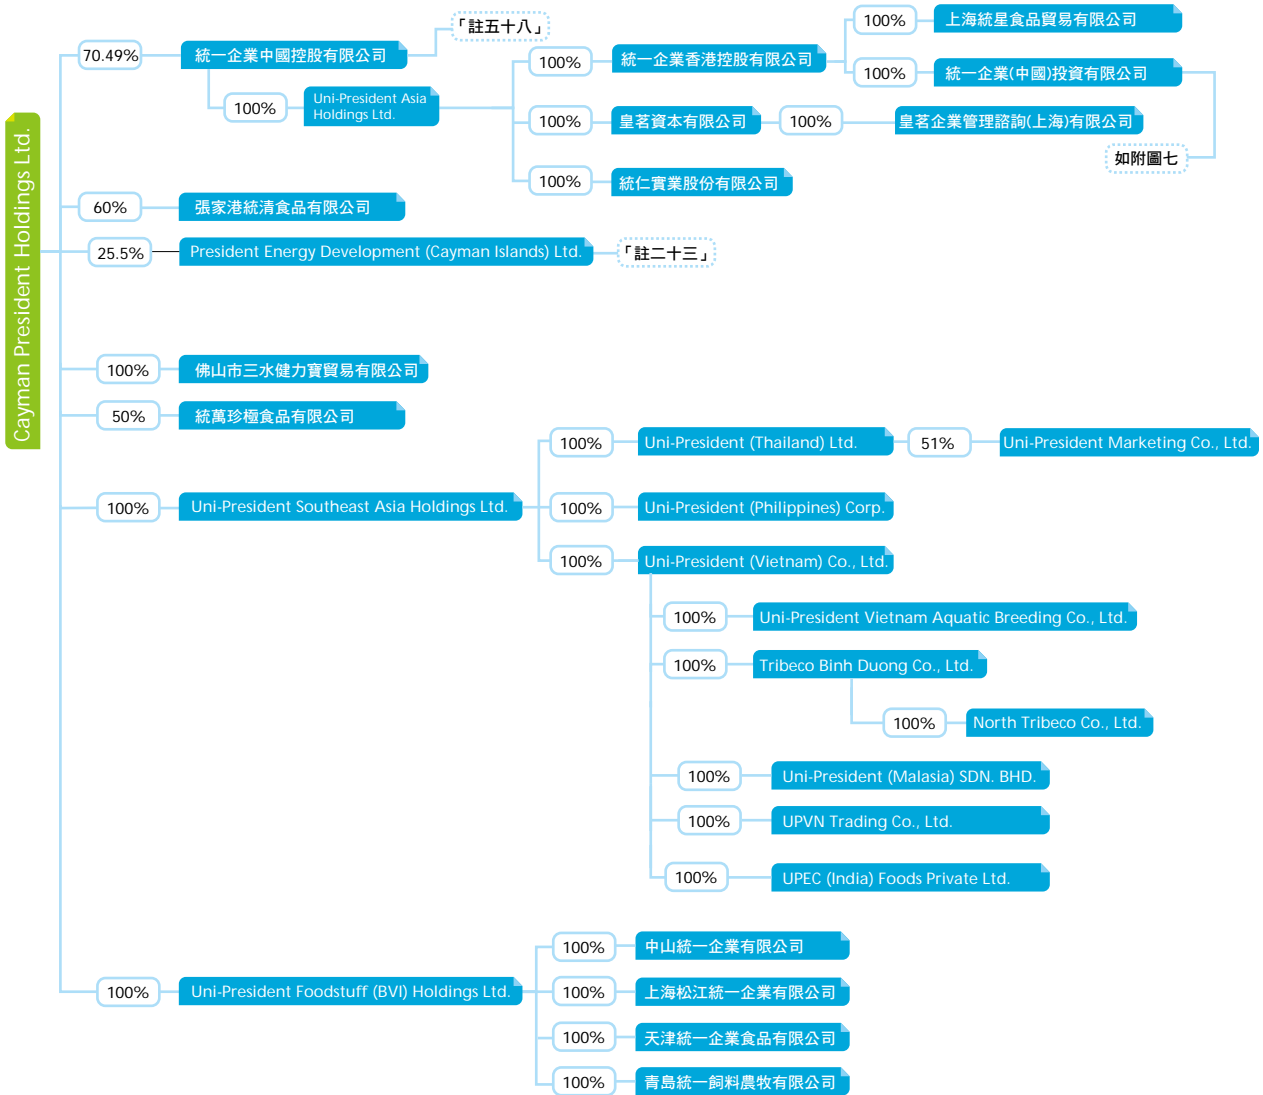 Cayman President Holdings Ltd.
70.49%
統一企業中國控股有限公司
「註五十八」
100%
Uni-President Asia
Holdings Ltd.
100%
統一企業香港控股有限公司
100%
上海統星食品貿易有限公司
100%
統一企業(中國)投資有限公司
如附圖七
100%
皇茗資本有限公司
100%
皇茗企業管理諮詢(上海)有限公司
100%
統仁實業股份有限公司
60%
張家港統清食品有限公司
25.5%
President Energy Development (Cayman Islands) Ltd.
「註二十三」
100%
佛山市三水健力寶貿易有限公司
50%
統萬珍極食品有限公司
100%
Uni-President Southeast Asia Holdings Ltd.
100%
Uni-President (Thailand) Ltd.
51%
Uni-President Marketing Co., Ltd.
100%
Uni-President (Philippines) Corp.
100%
Uni-President (Vietnam) Co., Ltd.
100%
Uni-President Vietnam Aquatic Breeding Co., Ltd.
100%
Tribeco Binh Duong Co., Ltd.
100%
North Tribeco Co., Ltd.
100%
Uni-President (Malasia) SDN. BHD.
100%
UPVN Trading Co., Ltd.
100%
UPEC (India) Foods Private Ltd.
100%
Uni-President Foodstuff (BVI) Holdings Ltd.
100%
中山統一企業有限公司
100%
上海松江統一企業有限公司
100%
天津統一企業食品有限公司
100%
青島統一飼料農牧有限公司